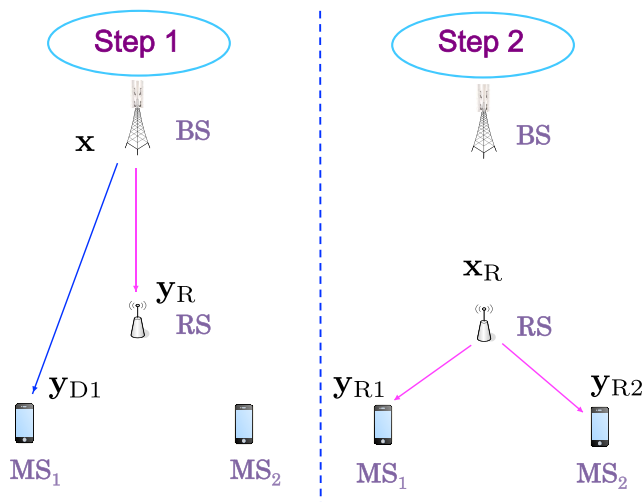 Step 1
Step 2
x
BS
BS
y_R
x_R
RS
RS
y_D1
y_R1
y_R2
MS_1
MS_2
MS_1
MS_2